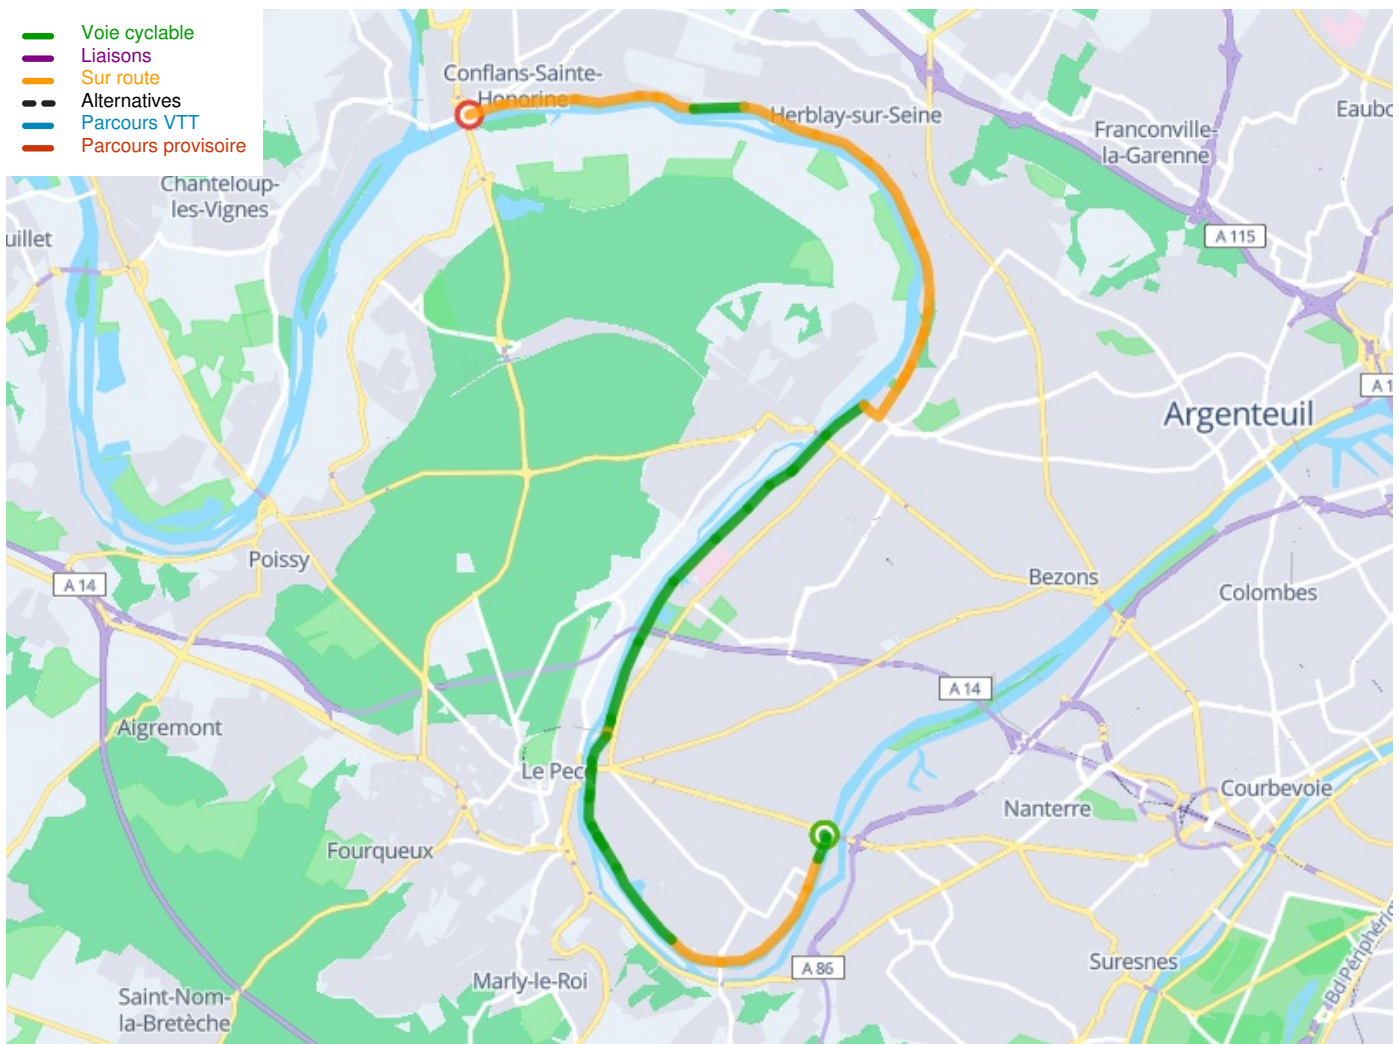 Voie cyclable
Liaisons
Sur route
Alternatives
Parcours VTT
Parcours provisoire
Conflans-Sainte-
Honorine
Herblay-sur-Seine
Franconville-
la-Garenne
Eaubo
Chanteloup-
les-Vignes
uillet
A 115
A 1
Argenteuil
Poissy
A 14
Bezons
Colombes
A 14
Aigremont
Le Pec
Courbevoie
Nanterre
Fourqueux
A 86
Suresnes
Marly-le-Roi
Saint-Nom-
la-Bretèche
Bd Périphériq